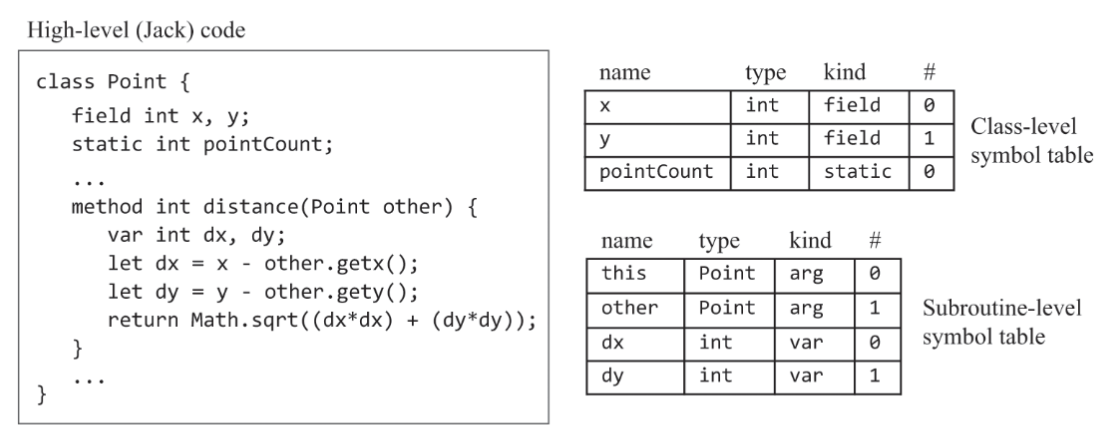 High-level (Jack) code
class Point {
field int x, y;
static int pointCount;
...
method int distance(Point other) {
var int dx, dy;
let dx = x - other.getx();
let dy = y - other.gety();
return Math.sqrt((dx*dx) + (dy*dy));
}
...
}
name type kind #
x int field 0
y int field 1
pointCount int static 0
Class-level
symbol table
name type kind #
this Point arg 0
other Point arg 1
dx int var 0
dy int var 1
Subroutine-level
symbol table